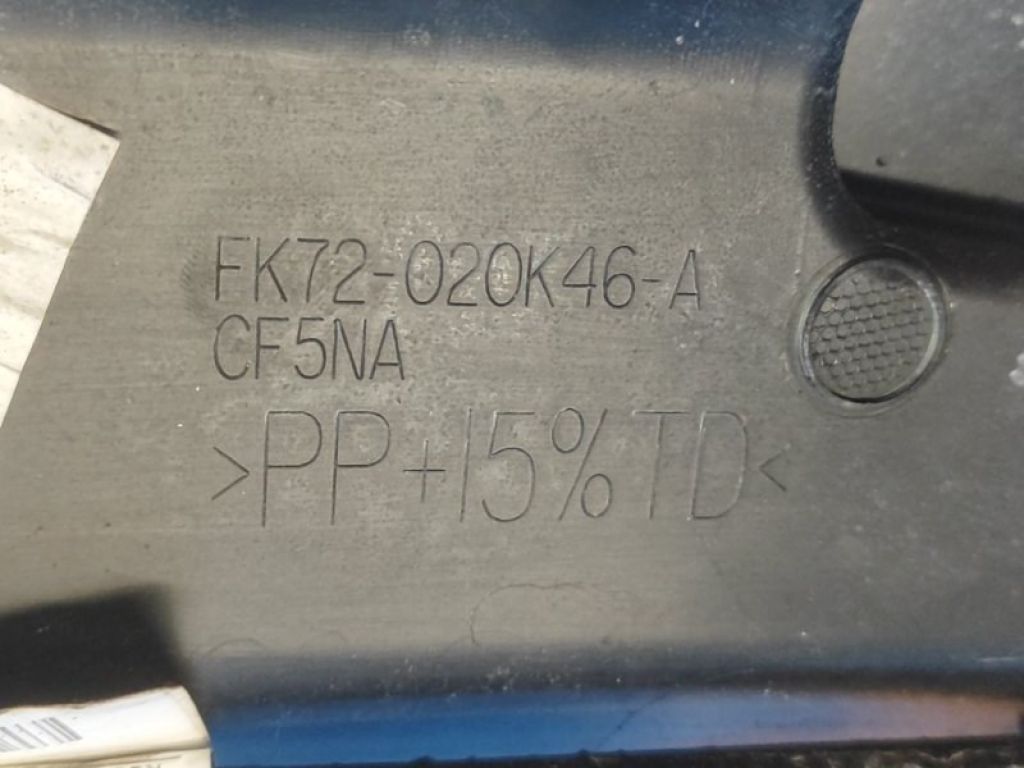 FK72-020K46-A
CF5NA
>PP+15%TD<